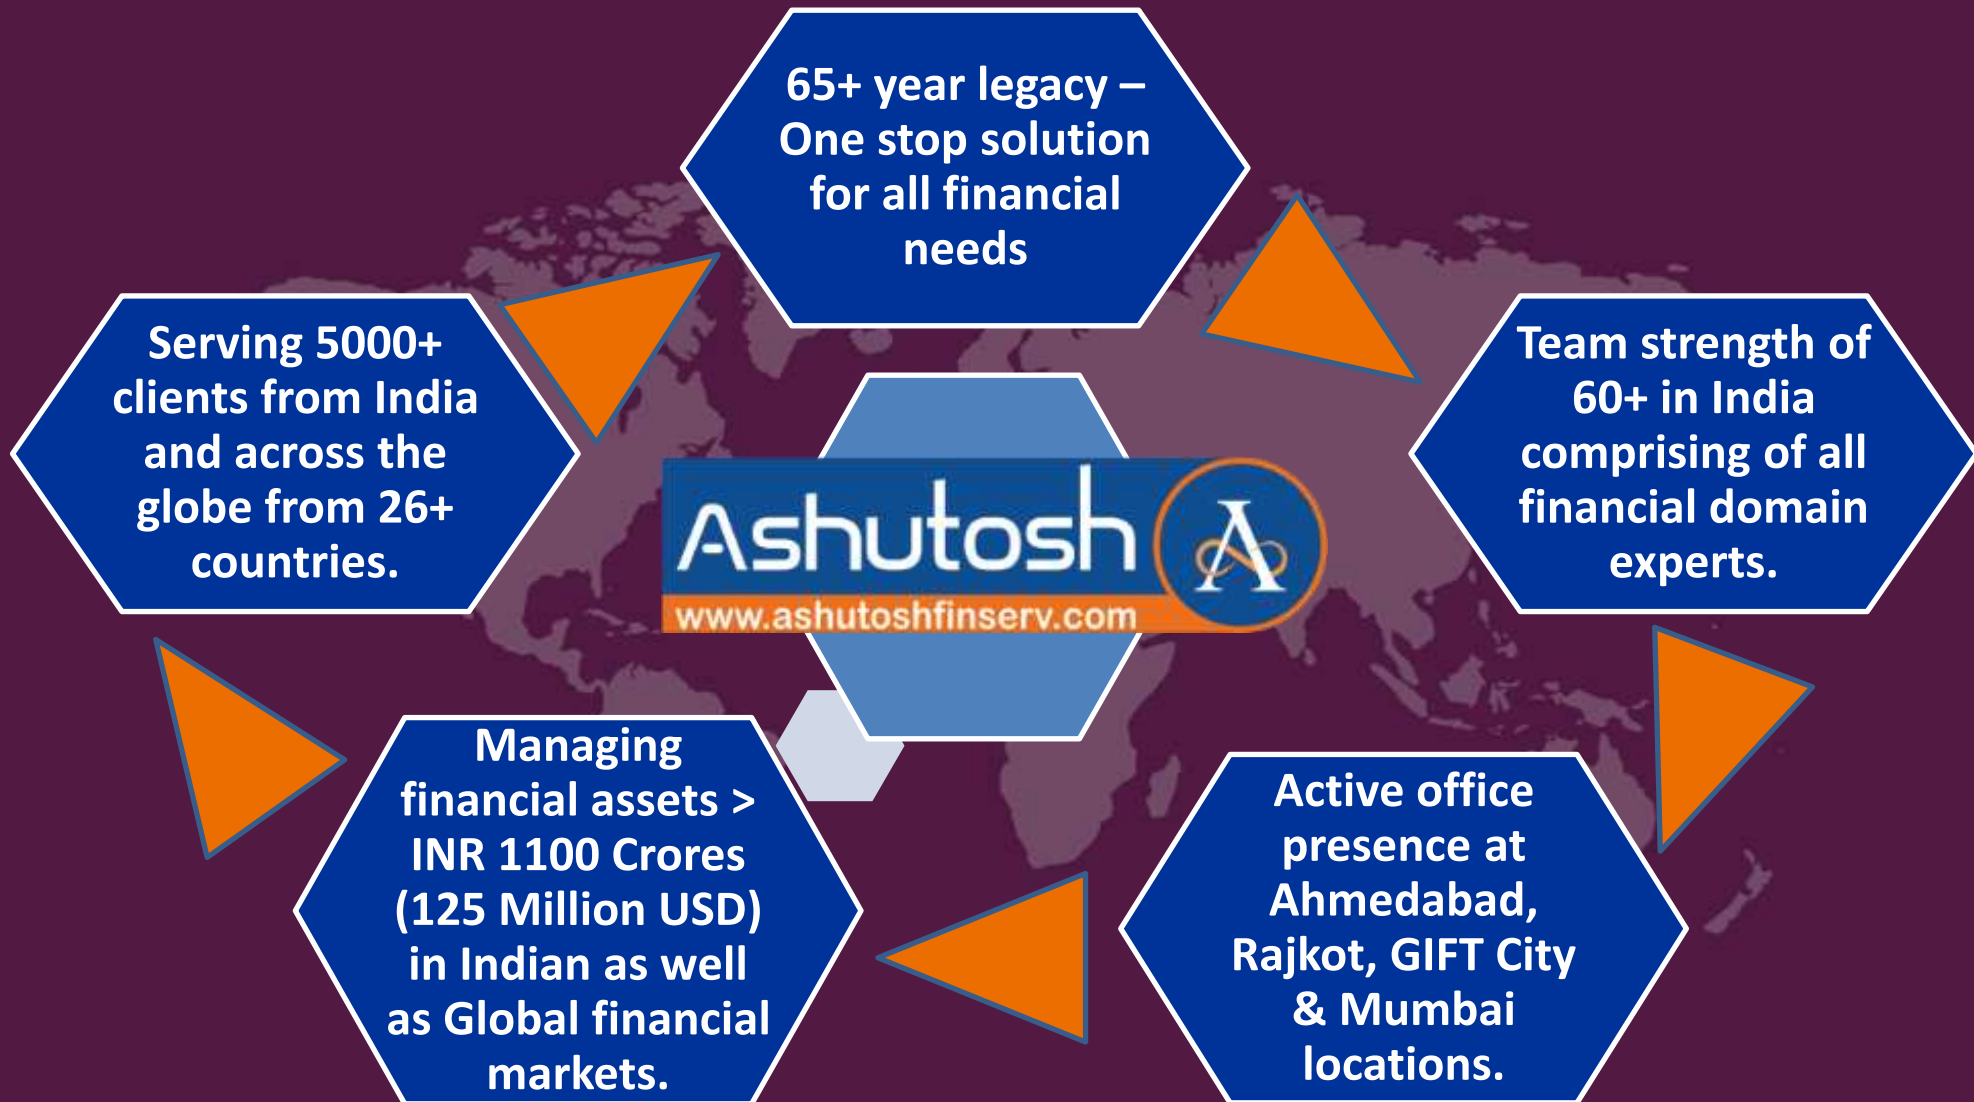 65+ year legacy –
One stop solution
for all financial
needs
Team strength of
60+ in India
comprising of all
financial domain
experts.
Active office
presence at
Ahmedabad,
Rajkot, GIFT City
& Mumbai
locations.
Managing
financial assets >
INR 1100 Crores
(125 Million USD)
in Indian as well
as Global financial
markets.
Serving 5000+
clients from India
and across the
globe from 26+
countries.
Ashutosh A
www.ashutoshfinserv.com